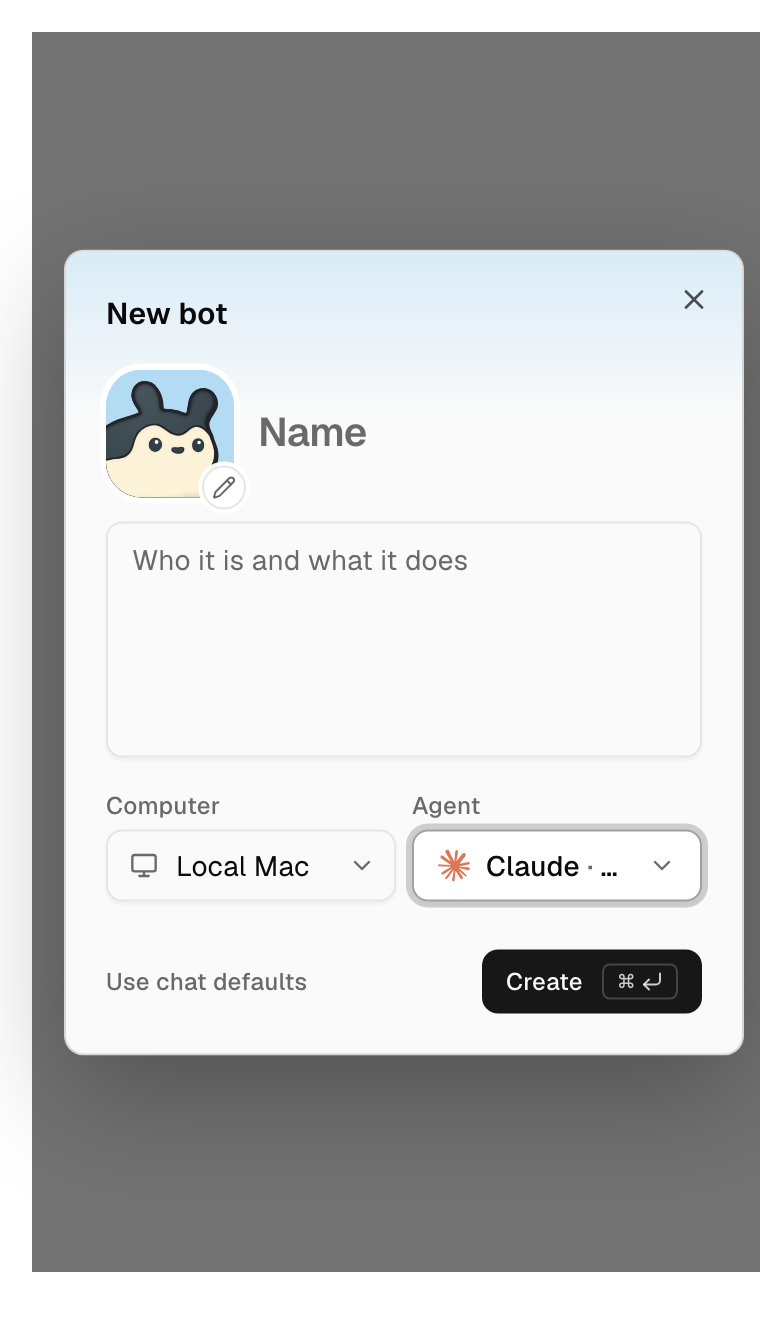 New bot
Name
Who it is and what it does
Computer
Agent
Local Mac
Claude · ...
Use chat defaults
Create ⌘ ↵